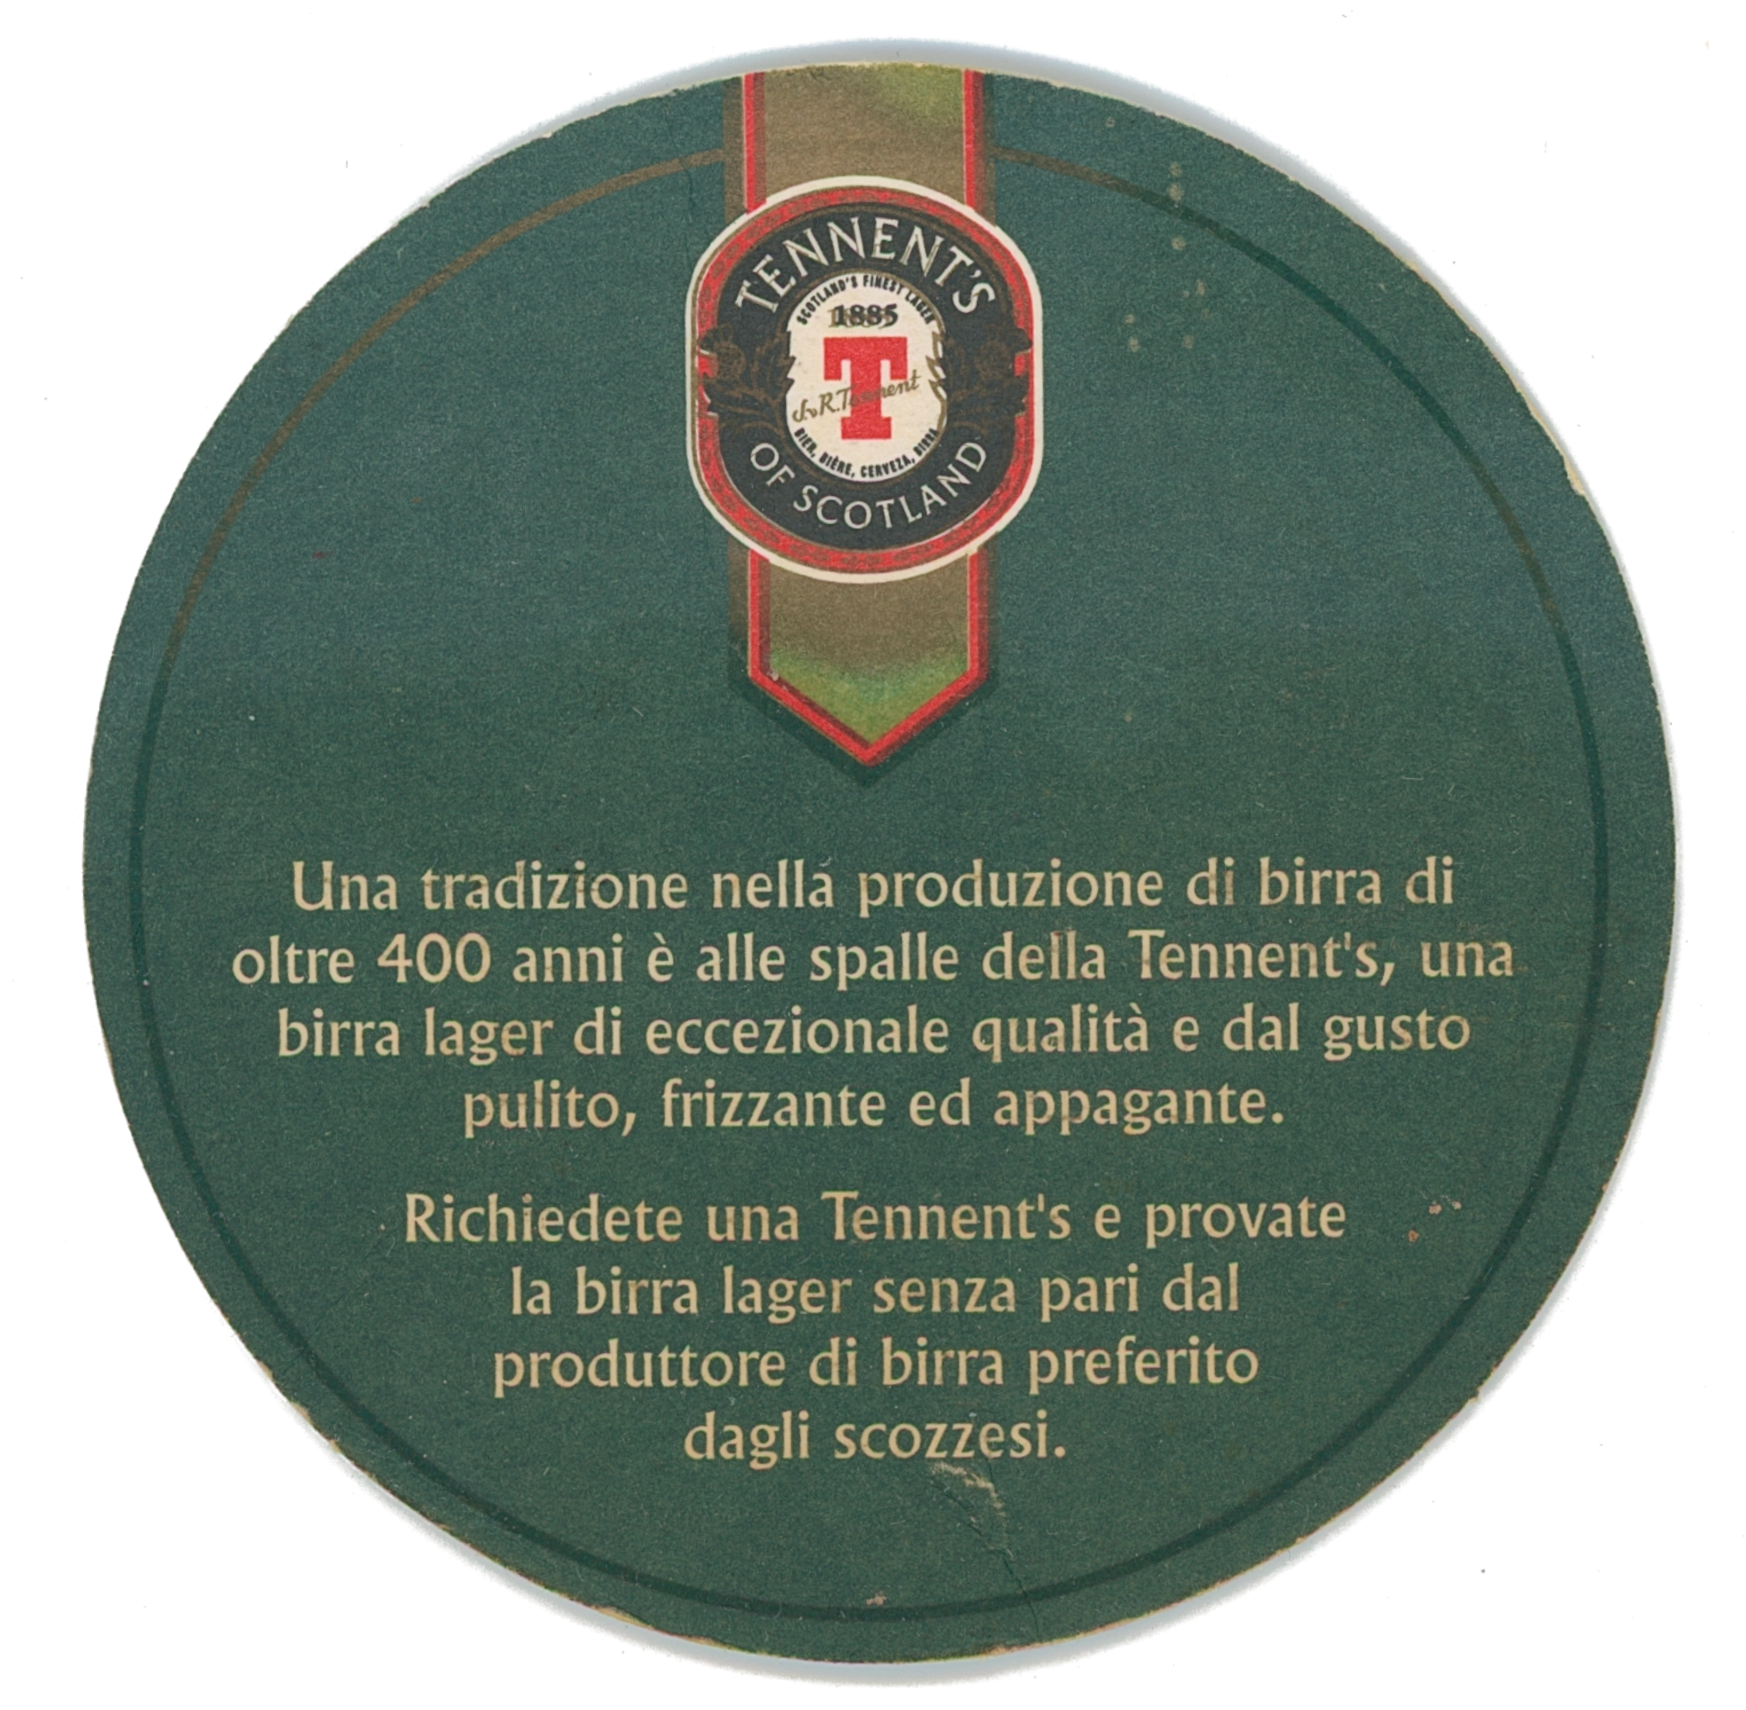 TENNENT'S
SCOTLAND'S FINEST LAGER
1885
T
J. & R. Tennent
BIER, BIÈRE, CERVEZA, BIRRA
OF SCOTLAND
Una tradizione nella produzione di birra di
oltre 400 anni è alle spalle della Tennent's, una
birra lager di eccezionale qualità e dal gusto
pulito, frizzante ed appagante.
Richiedete una Tennent's e provate
la birra lager senza pari dal
produttore di birra preferito
dagli scozzesi.